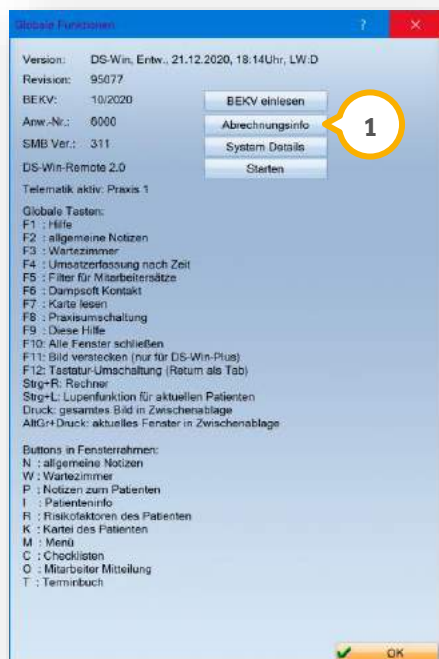 Globale Funktionen ? ×
Version: DS-Win, Entw., 21.12.2020, 18:14Uhr, LW:D
Revision: 95077
BEKV: 10/2020 BEKV einlesen
Anw.-Nr.: 6000 Abrechnungsinfo 1
SMB Ver.: 311 System Details
DS-Win-Remote 2.0 Starten
Telematik aktiv: Praxis 1
Globale Tasten:
F1 : Hilfe
F2 : allgemeine Notizen
F3 : Wartezimmer
F4 : Umsatzerfassung nach Zeit
F5 : Filter für Mitarbeitersätze
F6 : Dampsoft Kontakt
F7 : Karte lesen
F8 : Praxisumschaltung
F9 : Diese Hilfe
F10: Alle Fenster schließen
F11: Bild verstecken (nur für DS-Win-Plus)
F12: Tastatur-Umschaltung (Return als Tab)
Strg+R: Rechner
Strg+L: Lupenfunktion für aktuellen Patienten
Druck: gesamtes Bild in Zwischenablage
AltGr+Druck: aktuelles Fenster in Zwischenablage
Buttons in Fensterrahmen:
N : allgemeine Notizen
W : Wartezimmer
P : Notizen zum Patienten
I : Patienteninfo
R : Risikofaktoren des Patienten
K : Kartei des Patienten
M : Menü
C : Checklisten
O : Mitarbeiter Mitteilung
T : Terminbuch
OK